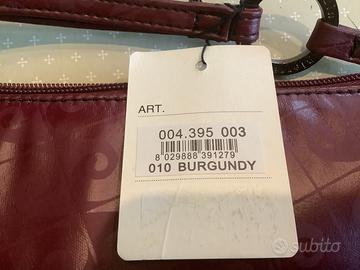 ART.
004.395 003
8 029888 391279
010 BURGUNDY
subito